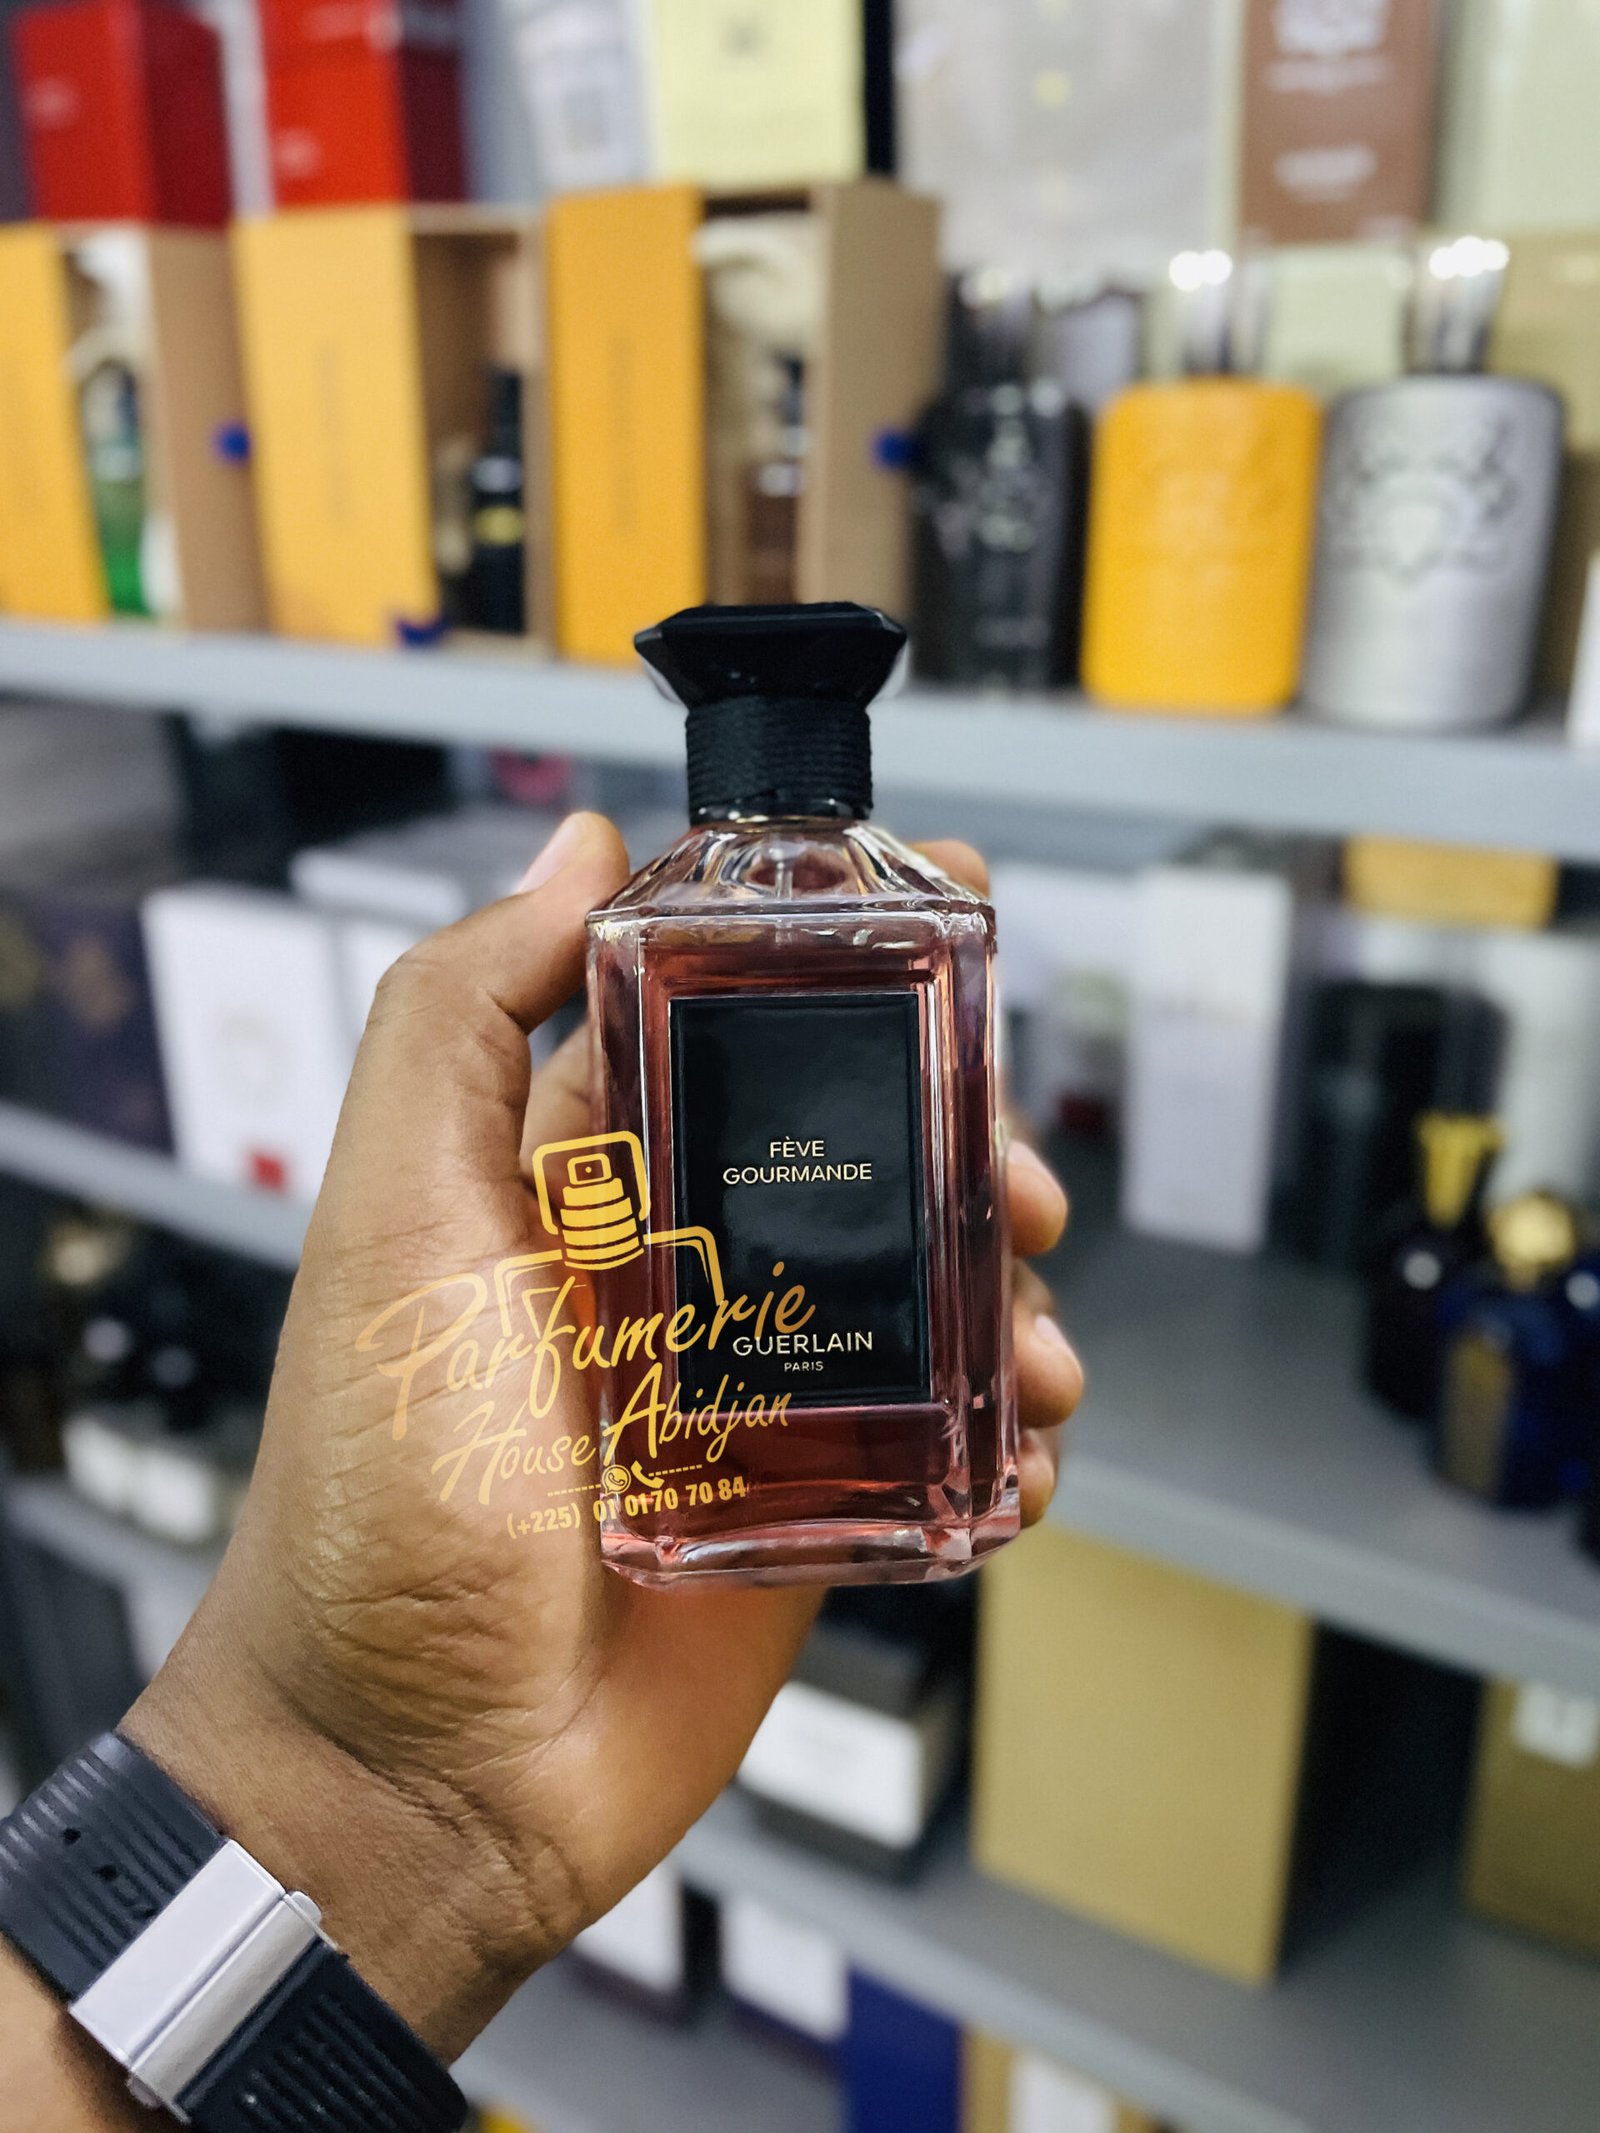 FÈVE
GOURMANDE
GUERLAIN
PARIS
Parfumerie
House Abidjan
(+225) 01 01 70 70 84